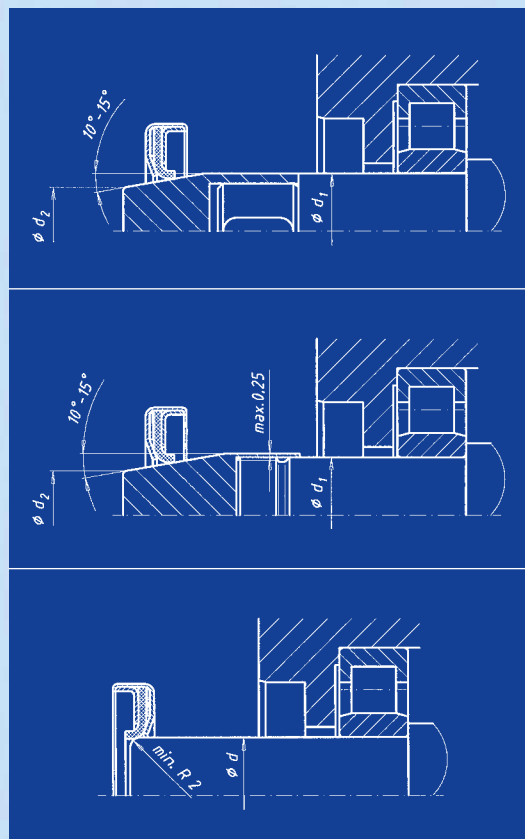 10°-15°
ø d₂
ø d₁
10°-15°
max. 0,25
ø d₂
ø d₁
min. R 2
ø d